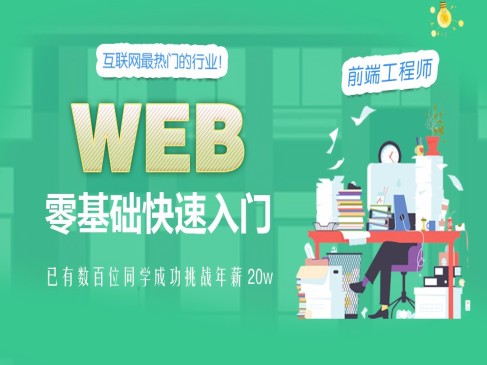 互联网最热门的行业!
前端工程师
WEB
零基础快速入门
已有数百位同学成功挑战年薪 20w